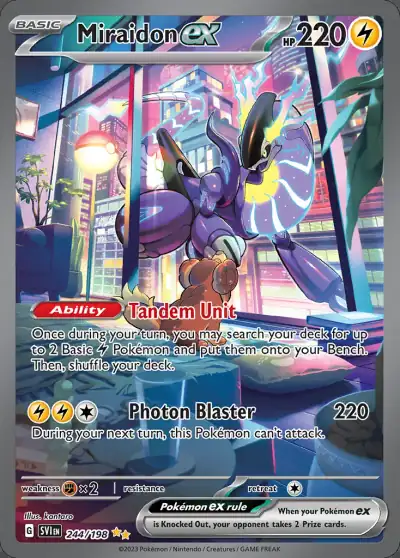 BASIC
Miraidon ex
HP 220
Ability Tandem Unit
Once during your turn, you may search your deck for up
to 2 Basic Pokémon and put them onto your Bench.
Then, shuffle your deck.
Photon Blaster 220
During your next turn, this Pokémon can't attack.
weakness x2 resistance retreat
Illus. kantaro
Pokémon ex rule
When your Pokémon ex
is Knocked Out, your opponent takes 2 Prize cards.
G SVI EN 244/198
©2023 Pokémon / Nintendo / Creatures / GAME FREAK